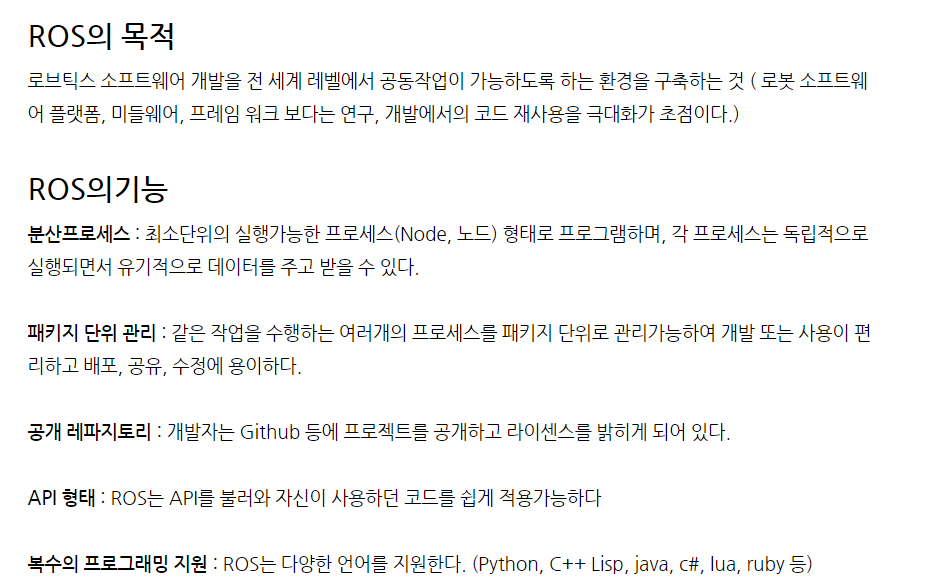 ROS의 목적
로브틱스 소프트웨어 개발을 전 세계 레벨에서 공동작업이 가능하도록 하는 환경을 구축하는 것 ( 로봇 소프트웨
어 플랫폼, 미들웨어, 프레임 워크 보다는 연구, 개발에서의 코드 재사용을 극대화가 초점이다.)
ROS의기능
분산프로세스 : 최소단위의 실행가능한 프로세스(Node, 노드) 형태로 프로그램하며, 각 프로세스는 독립적으로
실행되면서 유기적으로 데이터를 주고 받을 수 있다.
패키지 단위 관리 : 같은 작업을 수행하는 여러개의 프로세스를 패키지 단위로 관리가능하여 개발 또는 사용이 편
리하고 배포, 공유, 수정에 용이하다.
공개 레파지토리 : 개발자는 Github 등에 프로젝트를 공개하고 라이센스를 밝히게 되어 있다.
API 형태 : ROS는 API를 불러와 자신이 사용하던 코드를 쉽게 적용가능하다
복수의 프로그래밍 지원 : ROS는 다양한 언어를 지원한다. (Python, C++ Lisp, java, c#, lua, ruby 등)